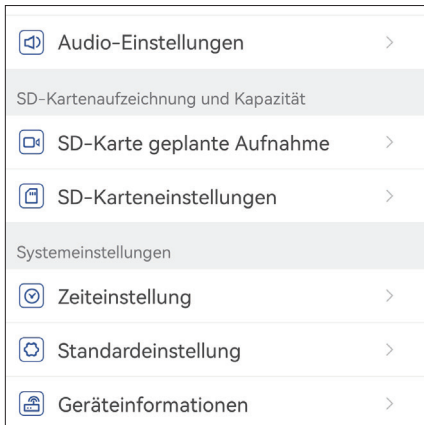 Audio-Einstellungen
SD-Kartenaufzeichnung und Kapazität
SD-Karte geplante Aufnahme
SD-Karteneinstellungen
Systemeinstellungen
Zeiteinstellung
Standardeinstellung
Geräteinformationen